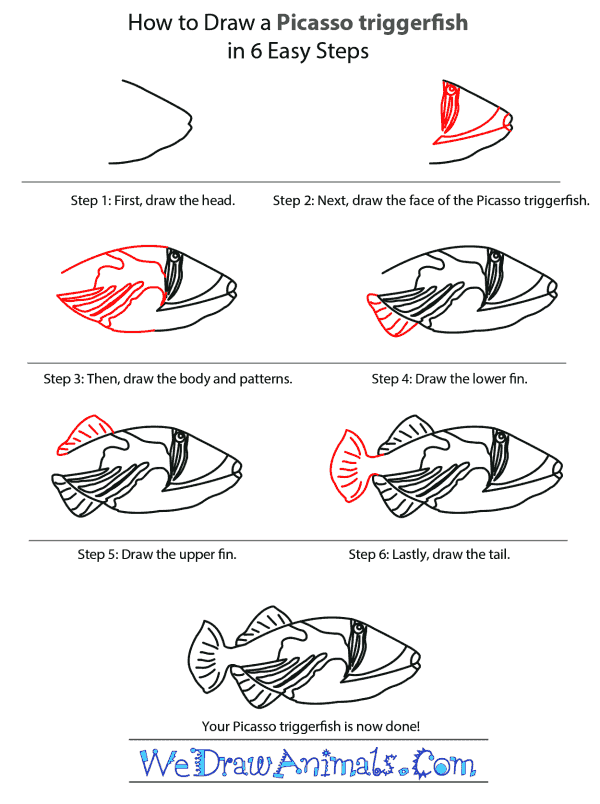 How to Draw a Picasso triggerfish
in 6 Easy Steps
Step 1: First, draw the head.
Step 2: Next, draw the face of the Picasso triggerfish.
Step 3: Then, draw the body and patterns.
Step 4: Draw the lower fin.
Step 5: Draw the upper fin.
Step 6: Lastly, draw the tail.
Your Picasso triggerfish is now done!
WeDrawAnimals.Com